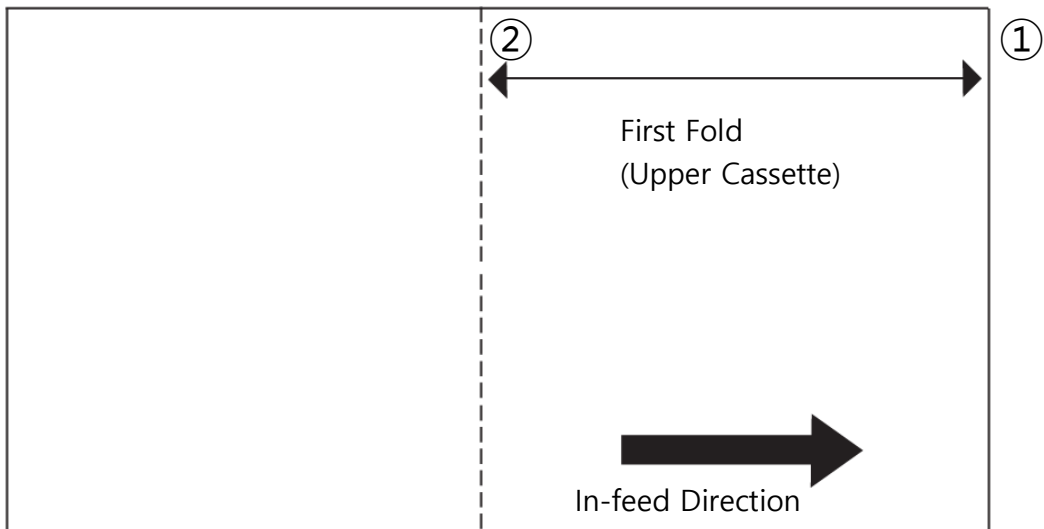 ② ①
First Fold
(Upper Cassette)
In-feed Direction